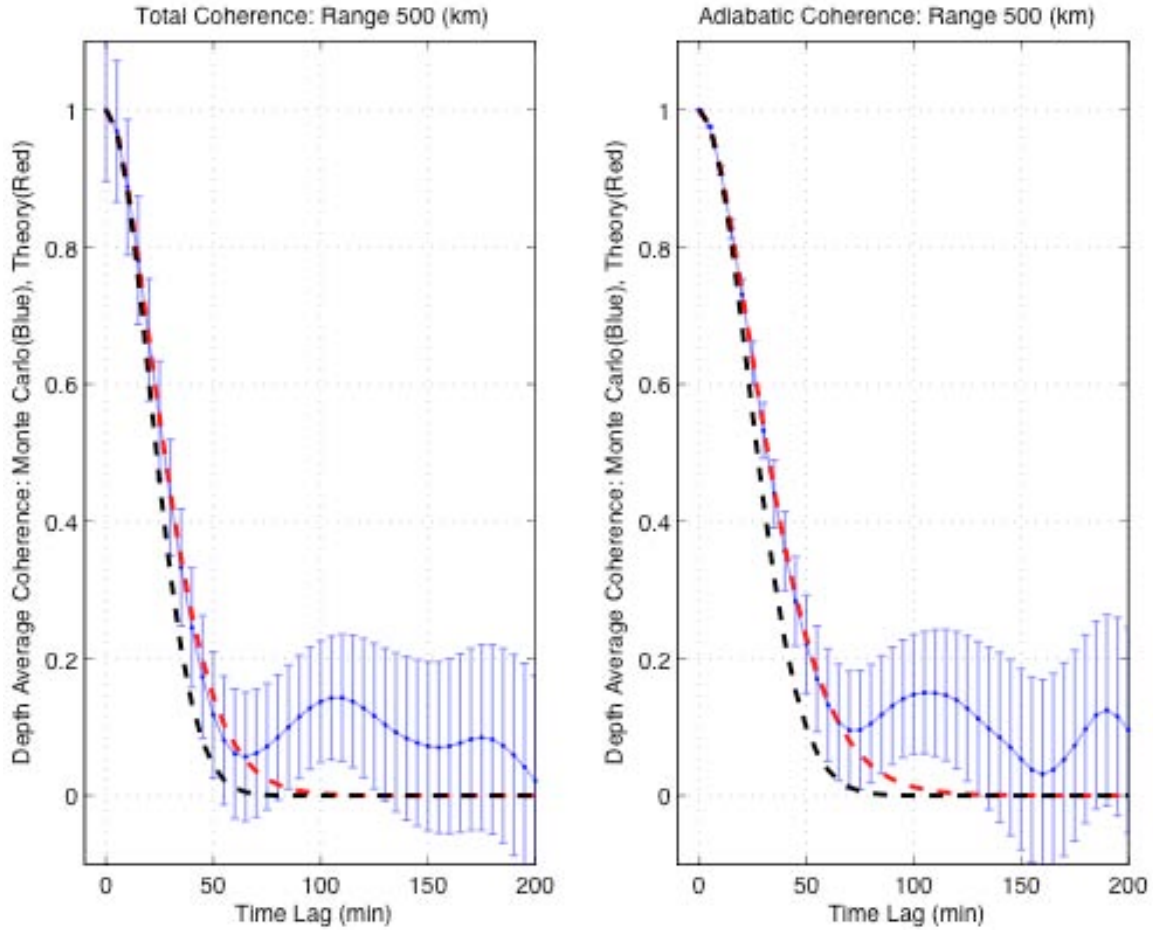 Total Coherence: Range 500 (km)
Depth Average Coherence: Monte Carlo(Blue), Theory(Red)
1
0.8
0.6
0.4
0.2
0
0 50 100 150 200
Time Lag (min)
Adiabatic Coherence: Range 500 (km)
Depth Average Coherence: Monte Carlo(Blue), Theory(Red)
1
0.8
0.6
0.4
0.2
0
0 50 100 150 200
Time Lag (min)